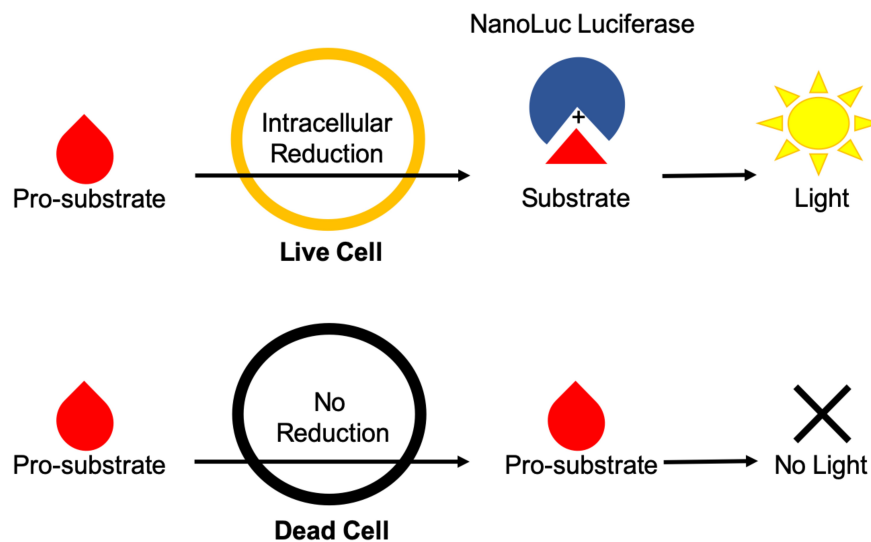 NanoLuc Luciferase
Intracellular
Reduction
+
Pro-substrate
Substrate
Light
Live Cell
No
Reduction
Pro-substrate
Pro-substrate
No Light
Dead Cell